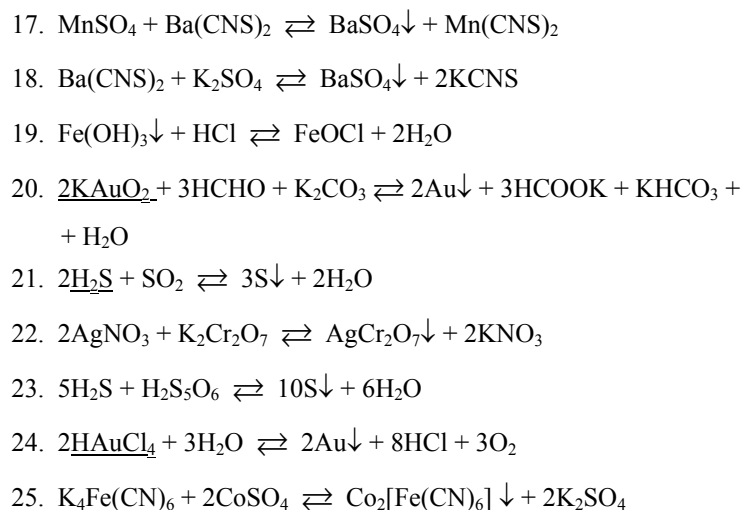 17. MnSO₄ + Ba(CNS)₂ ⇄ BaSO₄↓ + Mn(CNS)₂
18. Ba(CNS)₂ + K₂SO₄ ⇄ BaSO₄↓ + 2KCNS
19. Fe(OH)₃↓ + HCl ⇄ FeOCl + 2H₂O
20. 2KAuO₂ + 3HCHO + K₂CO₃ ⇄ 2Au↓ + 3HCOOK + KHCO₃ +
+ H₂O
21. 2H₂S + SO₂ ⇄ 3S↓ + 2H₂O
22. 2AgNO₃ + K₂Cr₂O₇ ⇄ AgCr₂O₇↓ + 2KNO₃
23. 5H₂S + H₂S₅O₆ ⇄ 10S↓ + 6H₂O
24. 2HAuCl₄ + 3H₂O ⇄ 2Au↓ + 8HCl + 3O₂
25. K₄Fe(CN)₆ + 2CoSO₄ ⇄ Co₂[Fe(CN)₆] ↓ + 2K₂SO₄